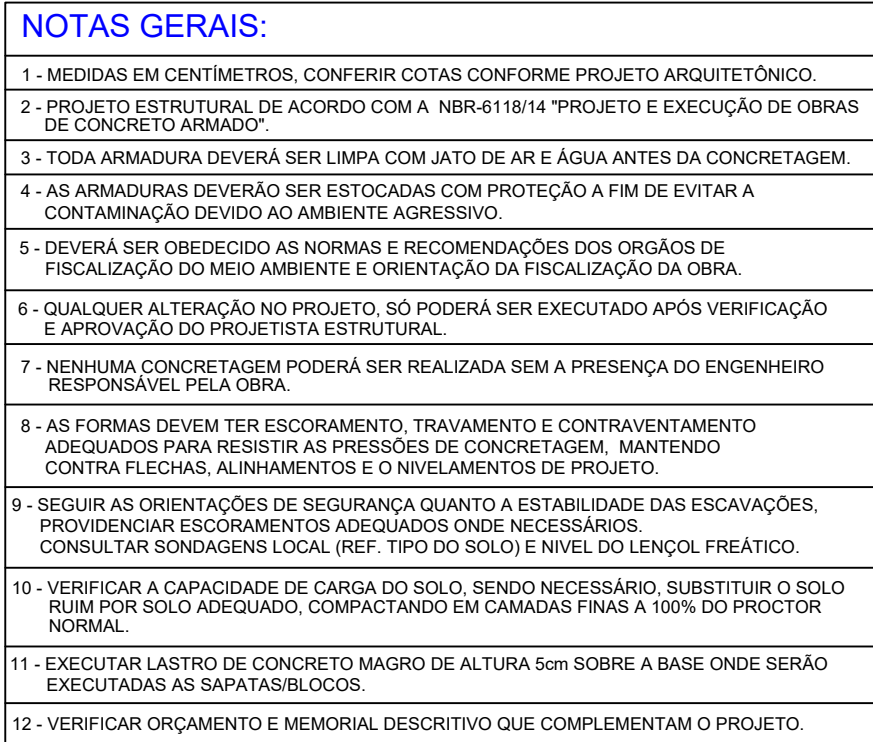 NOTAS GERAIS:
1 - MEDIDAS EM CENTÍMETROS, CONFERIR COTAS CONFORME PROJETO ARQUITETÔNICO.
2 - PROJETO ESTRUTURAL DE ACORDO COM A NBR-6118/14 "PROJETO E EXECUÇÃO DE OBRAS
DE CONCRETO ARMADO".
3 - TODA ARMADURA DEVERÁ SER LIMPA COM JATO DE AR E ÁGUA ANTES DA CONCRETAGEM.
4 - AS ARMADURAS DEVERÃO SER ESTOCADAS COM PROTEÇÃO A FIM DE EVITAR A
CONTAMINAÇÃO DEVIDO AO AMBIENTE AGRESSIVO.
5 - DEVERÁ SER OBEDECIDO AS NORMAS E RECOMENDAÇÕES DOS ORGÃOS DE
FISCALIZAÇÃO DO MEIO AMBIENTE E ORIENTAÇÃO DA FISCALIZAÇÃO DA OBRA.
6 - QUALQUER ALTERAÇÃO NO PROJETO, SÓ PODERÁ SER EXECUTADO APÓS VERIFICAÇÃO
E APROVAÇÃO DO PROJETISTA ESTRUTURAL.
7 - NENHUMA CONCRETAGEM PODERÁ SER REALIZADA SEM A PRESENÇA DO ENGENHEIRO
RESPONSÁVEL PELA OBRA.
8 - AS FORMAS DEVEM TER ESCORAMENTO, TRAVAMENTO E CONTRAVENTAMENTO
ADEQUADOS PARA RESISTIR AS PRESSÕES DE CONCRETAGEM, MANTENDO
CONTRA FLECHAS, ALINHAMENTOS E O NIVELAMENTOS DE PROJETO.
9 - SEGUIR AS ORIENTAÇÕES DE SEGURANÇA QUANTO A ESTABILIDADE DAS ESCAVAÇÕES,
PROVIDENCIAR ESCORAMENTOS ADEQUADOS ONDE NECESSÁRIOS.
CONSULTAR SONDAGENS LOCAL (REF. TIPO DO SOLO) E NIVEL DO LENÇOL FREÁTICO.
10 - VERIFICAR A CAPACIDADE DE CARGA DO SOLO, SENDO NECESSÁRIO, SUBSTITUIR O SOLO
RUIM POR SOLO ADEQUADO, COMPACTANDO EM CAMADAS FINAS A 100% DO PROCTOR
NORMAL.
11 - EXECUTAR LASTRO DE CONCRETO MAGRO DE ALTURA 5cm SOBRE A BASE ONDE SERÃO
EXECUTADAS AS SAPATAS/BLOCOS.
12 - VERIFICAR ORÇAMENTO E MEMORIAL DESCRITIVO QUE COMPLEMENTAM O PROJETO.